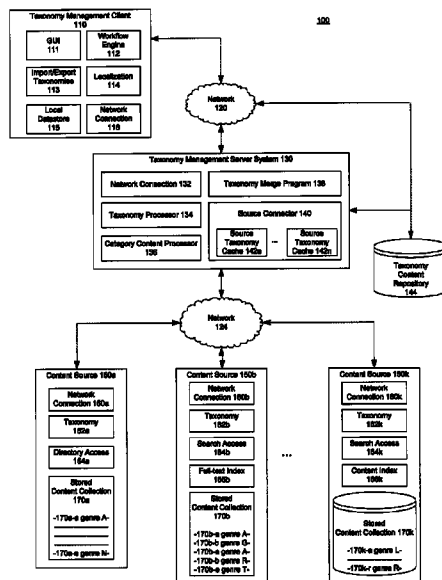 100
Taxonomy Management Client
110
GUI
111
Workflow
Engine
112
Import/Export
Taxonomies
113
Localization
114
Local
Datastore
115
Network
Connection 116
Network
120
Taxonomy Management Server System 130
Network Connection 132
Taxonomy Merge Program 138
Taxonomy Processor 134
Category Content Processor
136
Source Connector 140
Source
Taxonomy
Cache 142a
...
Source
Taxonomy
Cache 142n
Taxonomy
Content
Repository
144
Network
124
Content Source 150a
Network
Connection 160a
Taxonomy
162a
Directory Access
164a
Stored
Content Collection
170a
-170a-a genre A-
-170a-a genre N-
Content Source 150b
Network
Connection 160b
Taxonomy
162b
Search Access
164b
Full-text Index
166b
Stored
Content Collection
170b
-170b-a genre A-
-170b-b genre G-
-170b-a genre A-
-170b-b genre R-
-170b-a genre T-
...
Content Source 150k
Network
Connection 160k
Taxonomy
162k
Search Access
164k
Content Index
166k
Stored
Content Collection 170k
-170k-a genre L-
-170k-r genre R-